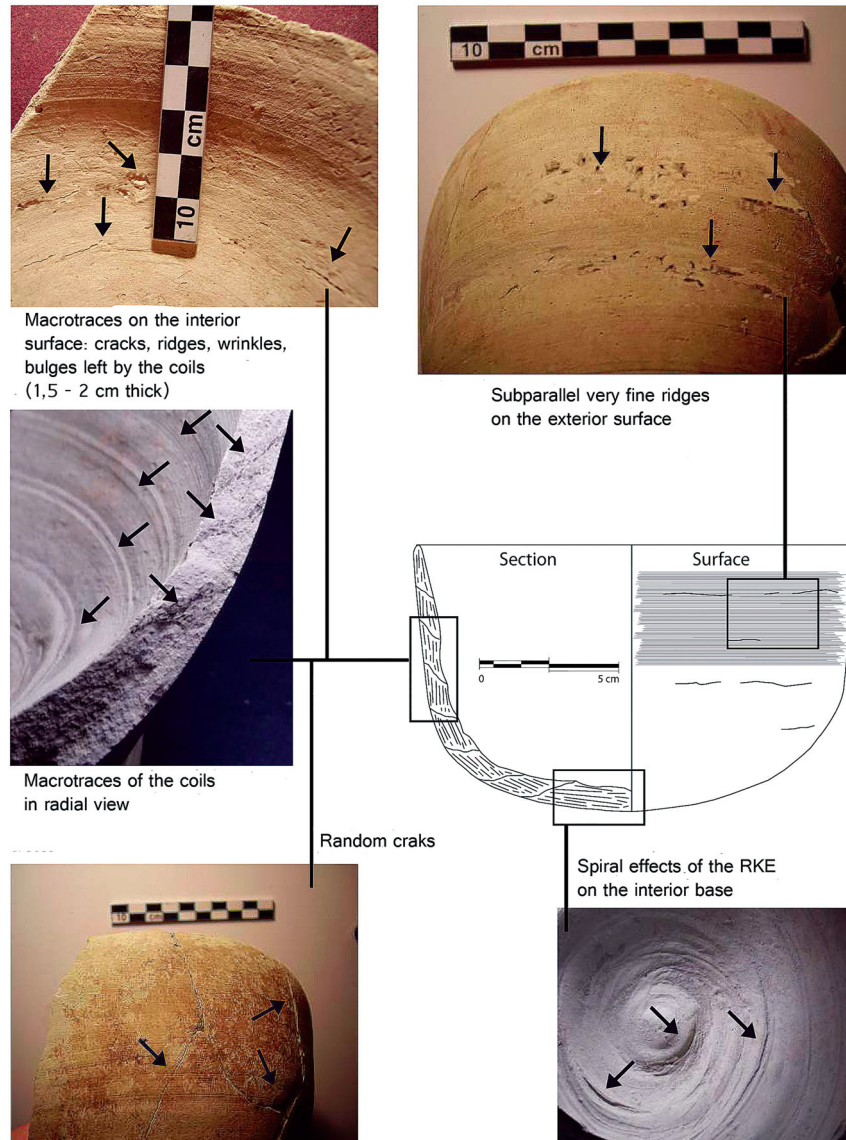 cm
10
10
cm
Macrotraces on the interior
surface: cracks, ridges, wrinkles,
bulges left by the coils
(1,5 - 2 cm thick)
Subparallel very fine ridges
on the exterior surface
Section
Surface
0
5 cm
Macrotraces of the coils
in radial view
Random craks
Spiral effects of the RKE
on the interior base
10
cm